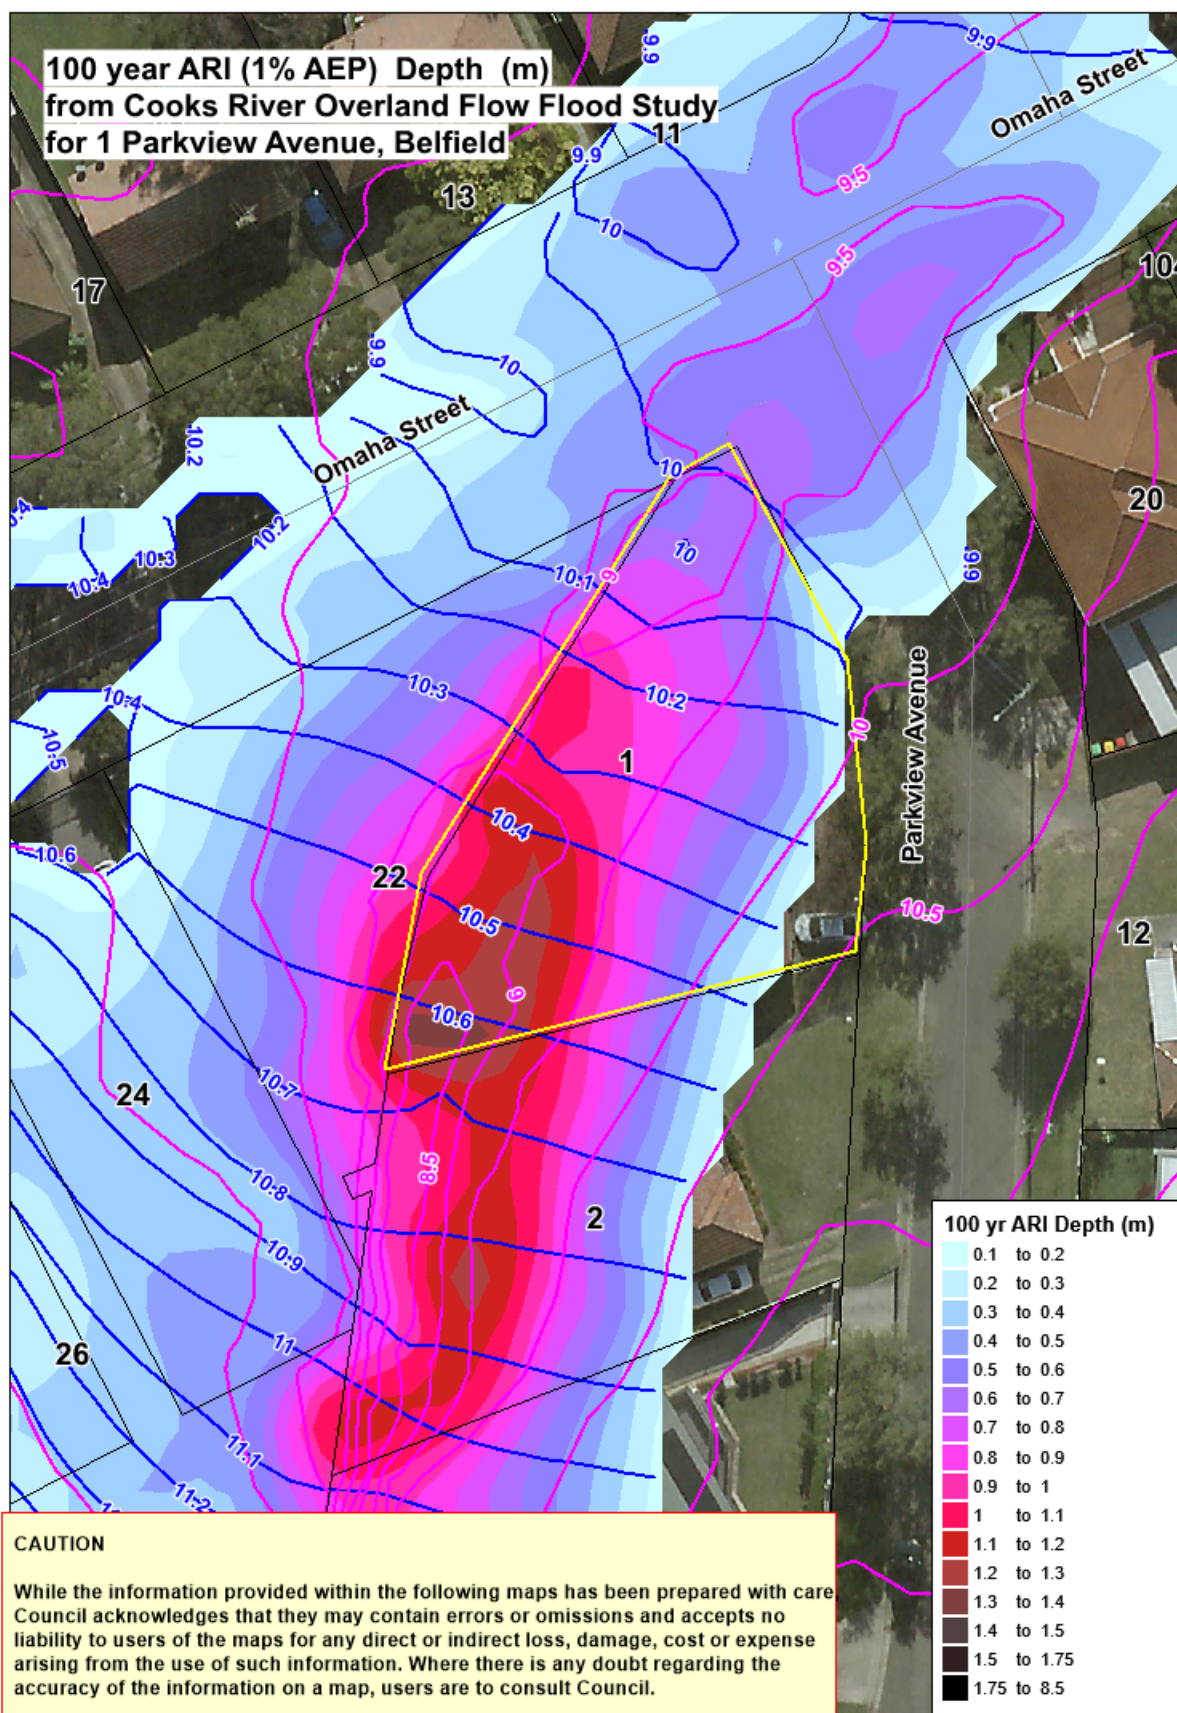 100 year ARI (1% AEP) Depth (m)
from Cooks River Overland Flow Flood Study
for 1 Parkview Avenue, Belfield
9.9
9.9
Omaha Street
11
9.9
13
9.5
10
9.5
104
17
9.9
10
Omaha Street
10.2
10
20
10.2
10.3
10.4
10
10.1
9
9.9
10.3
10.2
10.4
10.5
1
10
Parkview Avenue
10.4
10.6
22
10.5
10.5
12
9
10.6
24
10.7
8.5
10.8
2
10.9
11
26
11.1
11.2
100 yr ARI Depth (m)
0.1 to 0.2
0.2 to 0.3
0.3 to 0.4
0.4 to 0.5
0.5 to 0.6
0.6 to 0.7
0.7 to 0.8
0.8 to 0.9
0.9 to 1
1 to 1.1
1.1 to 1.2
1.2 to 1.3
1.3 to 1.4
1.4 to 1.5
1.5 to 1.75
1.75 to 8.5
CAUTION
While the information provided within the following maps has been prepared with care,
Council acknowledges that they may contain errors or omissions and accepts no
liability to users of the maps for any direct or indirect loss, damage, cost or expense
arising from the use of such information. Where there is any doubt regarding the
accuracy of the information on a map, users are to consult Council.